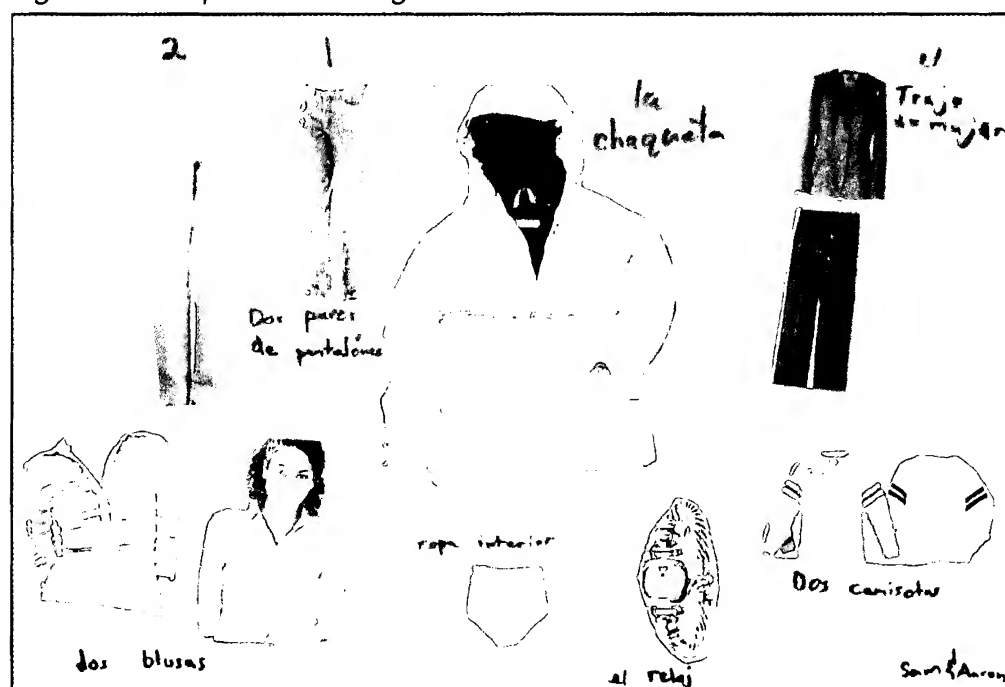 2 1
la
chaqueta
el
Traje
de mujer
Dos pares
de pantalónes
ropa interior
Dos camisetas
dos blusas
el reloj
Sam & Aaron